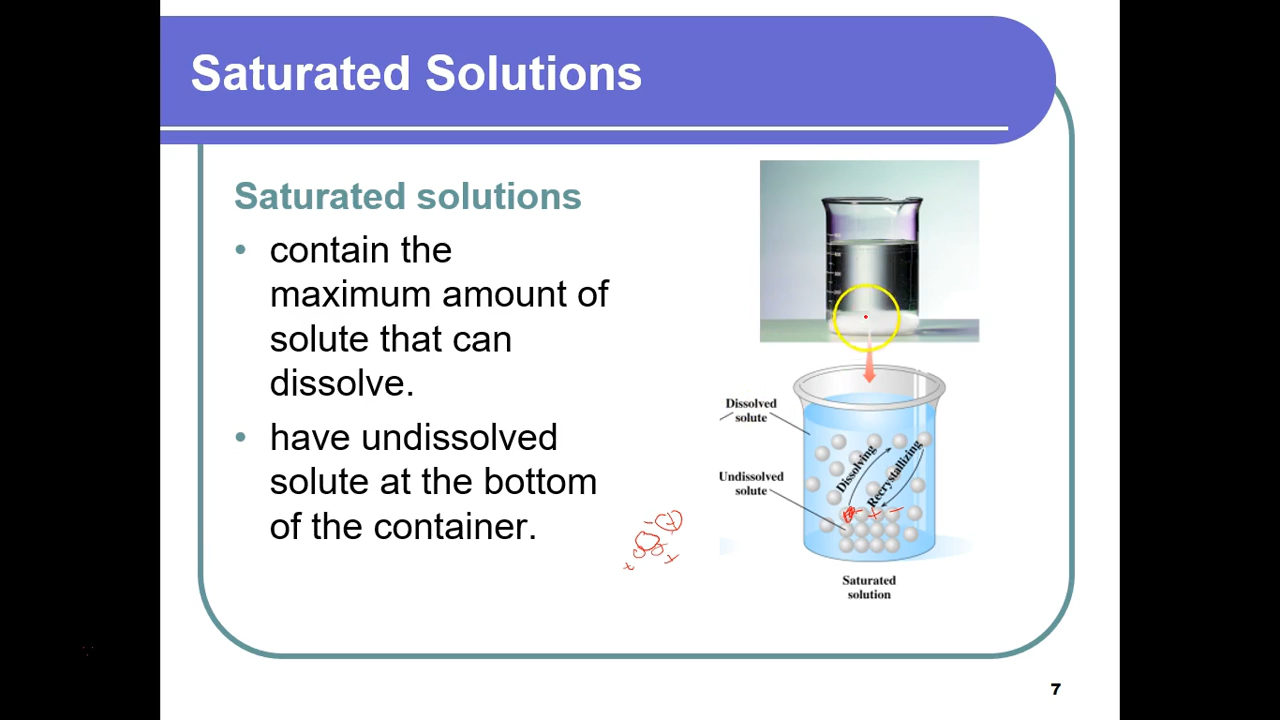 Saturated Solutions
Saturated solutions
• contain the
maximum amount of
solute that can
dissolve.
• have undissolved
solute at the bottom
of the container.
Dissolved
solute
Undissolved
solute
Dissolving
Recrystallizing
Saturated
solution
7